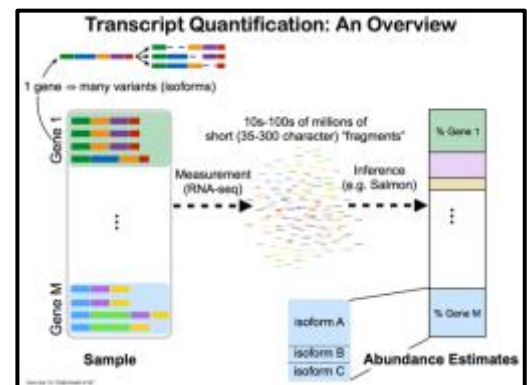 Transcript Quantification: An Overview
1 gene ⇒ many variants (isoforms)
Gene 1
10s-100s of millions of
short (35-300 character) "fragments"
% Gene 1
Measurement
(RNA-seq)
Inference
(e.g. Salmon)
Gene M
isoform A
isoform B
isoform C
% Gene M
Sample
Abundance Estimates